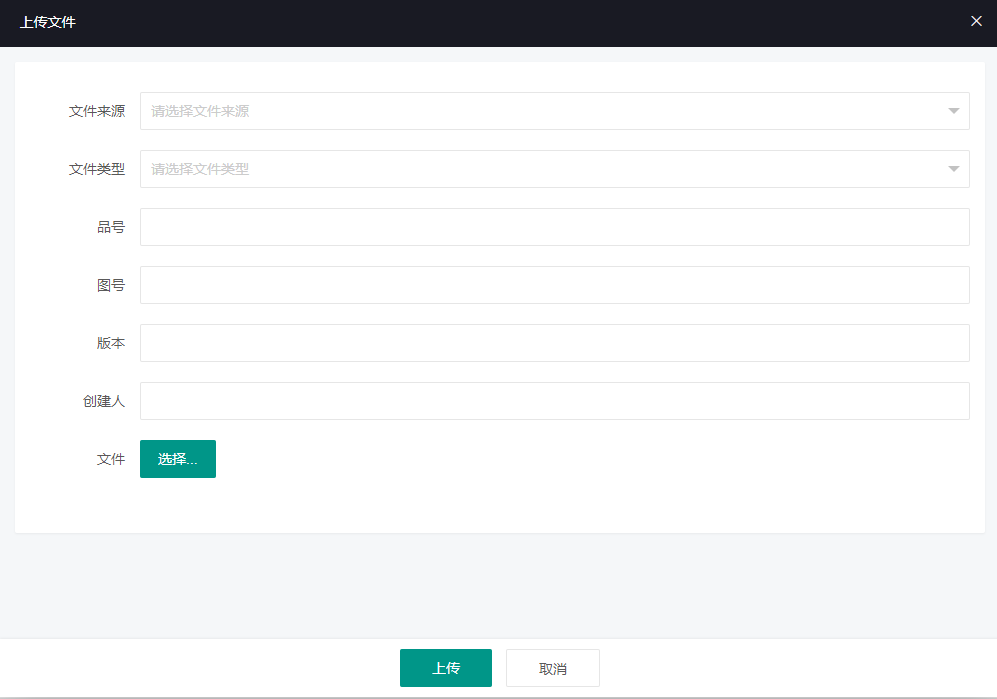 上传文件
文件来源 请选择文件来源
文件类型 请选择文件类型
品号
图号
版本
创建人
文件 选择...
上传 取消